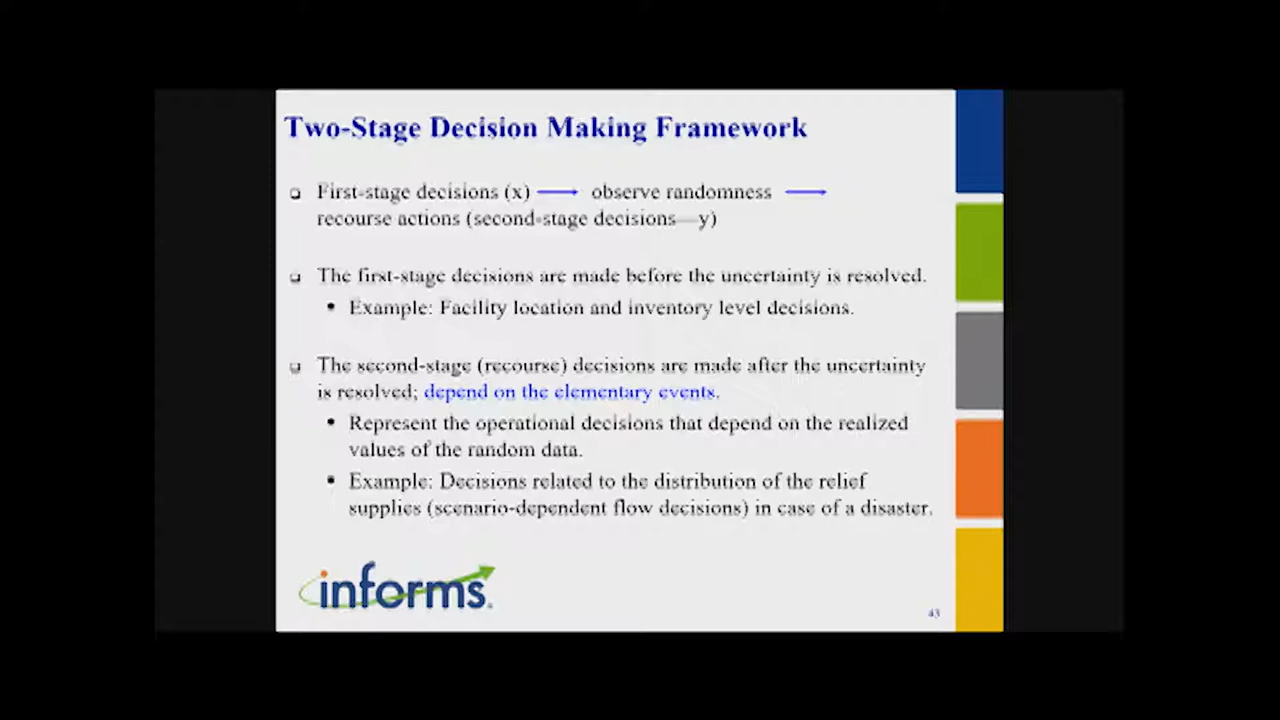 Two-Stage Decision Making Framework
First-stage decisions (x) → observe randomness →
recourse actions (second-stage decisions—y)
The first-stage decisions are made before the uncertainty is resolved.
• Example: Facility location and inventory level decisions.
The second-stage (recourse) decisions are made after the uncertainty
is resolved; depend on the elementary events.
• Represent the operational decisions that depend on the realized
values of the random data.
• Example: Decisions related to the distribution of the relief
supplies (scenario-dependent flow decisions) in case of a disaster.
informs.
43